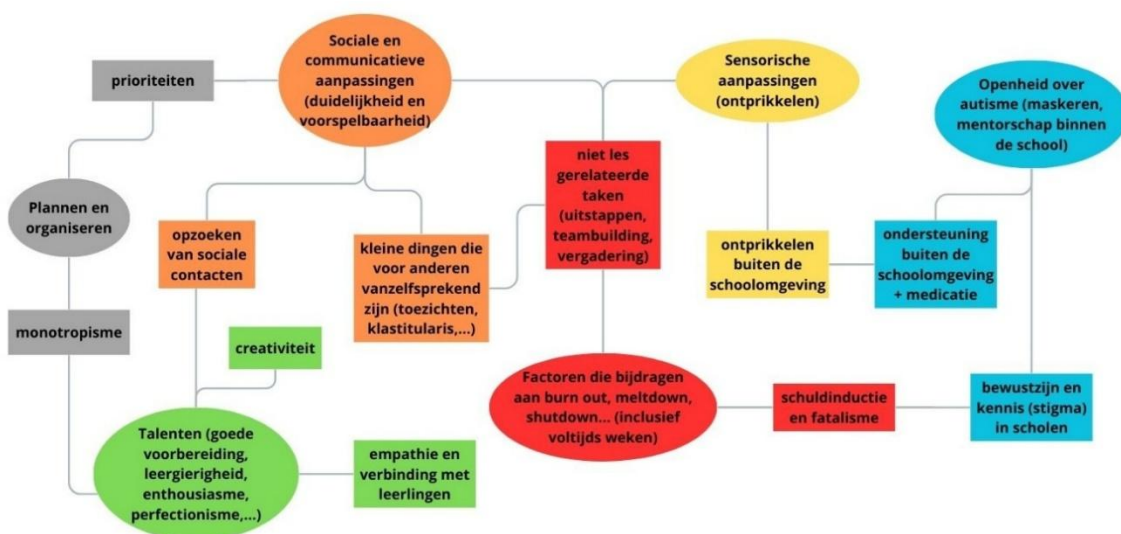 Sociale en
communicatieve
aanpassingen
(duidelijkheid en
voorspelbaarheid)
prioriteiten
Sensorische
aanpassingen
(ontprikkelen)
Openheid over
autisme (maskeren,
mentorschap binnen
de school)
niet les
gerelateerde
taken
(uitstappen,
teambuilding,
vergadering)
Plannen en
organiseren
opzoeken
van sociale
contacten
kleine dingen die
voor anderen
vanzelfsprekend
zijn (toezichten,
klastitularis,...)
ontprikkelen
buiten de
schoolomgeving
ondersteuning
buiten de
schoolomgeving
+ medicatie
monotropisme
creativiteit
Factoren die bijdragen
aan burn out, meltdown,
shutdown... (inclusief
voltijds weken)
schuldinductie
en fatalisme
bewustzijn en
kennis (stigma)
in scholen
Talenten (goede
voorbereiding,
leergierigheid,
enthousiasme,
perfectionisme,...)
empathie en
verbinding met
leerlingen